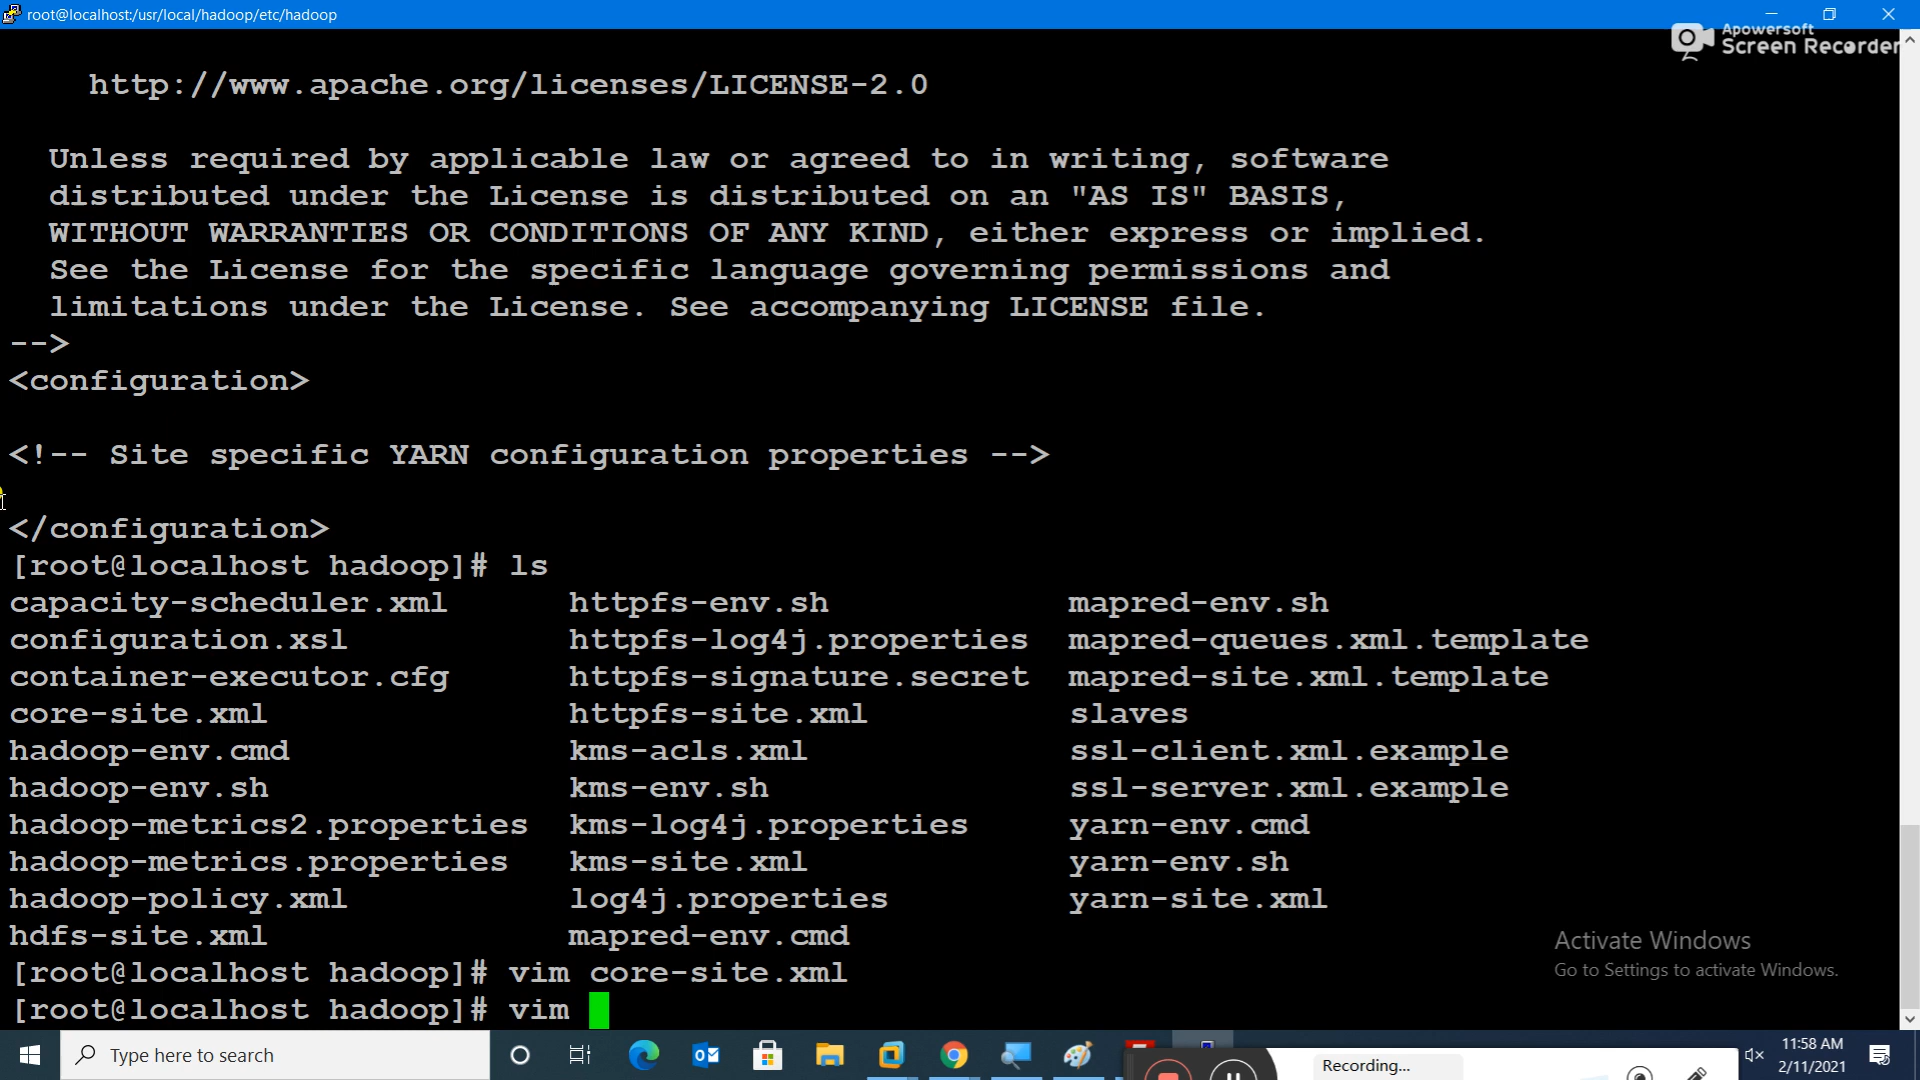 root@localhost:/usr/local/hadoop/etc/hadoop
Apowersoft
Screen Recorder
http://www.apache.org/licenses/LICENSE-2.0
Unless required by applicable law or agreed to in writing, software
distributed under the License is distributed on an "AS IS" BASIS,
WITHOUT WARRANTIES OR CONDITIONS OF ANY KIND, either express or implied.
See the License for the specific language governing permissions and
limitations under the License. See accompanying LICENSE file.
-->
<configuration>
<!-- Site specific YARN configuration properties -->
</configuration>
[root@localhost hadoop]# ls
capacity-scheduler.xml httpfs-env.sh mapred-env.sh
configuration.xsl httpfs-log4j.properties mapred-queues.xml.template
container-executor.cfg httpfs-signature.secret mapred-site.xml.template
core-site.xml httpfs-site.xml slaves
hadoop-env.cmd kms-acls.xml ssl-client.xml.example
hadoop-env.sh kms-env.sh ssl-server.xml.example
hadoop-metrics2.properties kms-log4j.properties yarn-env.cmd
hadoop-metrics.properties kms-site.xml yarn-env.sh
hadoop-policy.xml log4j.properties yarn-site.xml
hdfs-site.xml mapred-env.cmd
[root@localhost hadoop]# vim core-site.xml
[root@localhost hadoop]# vim
Activate Windows
Go to Settings to activate Windows.
Type here to search
Recording...
11:58 AM
2/11/2021